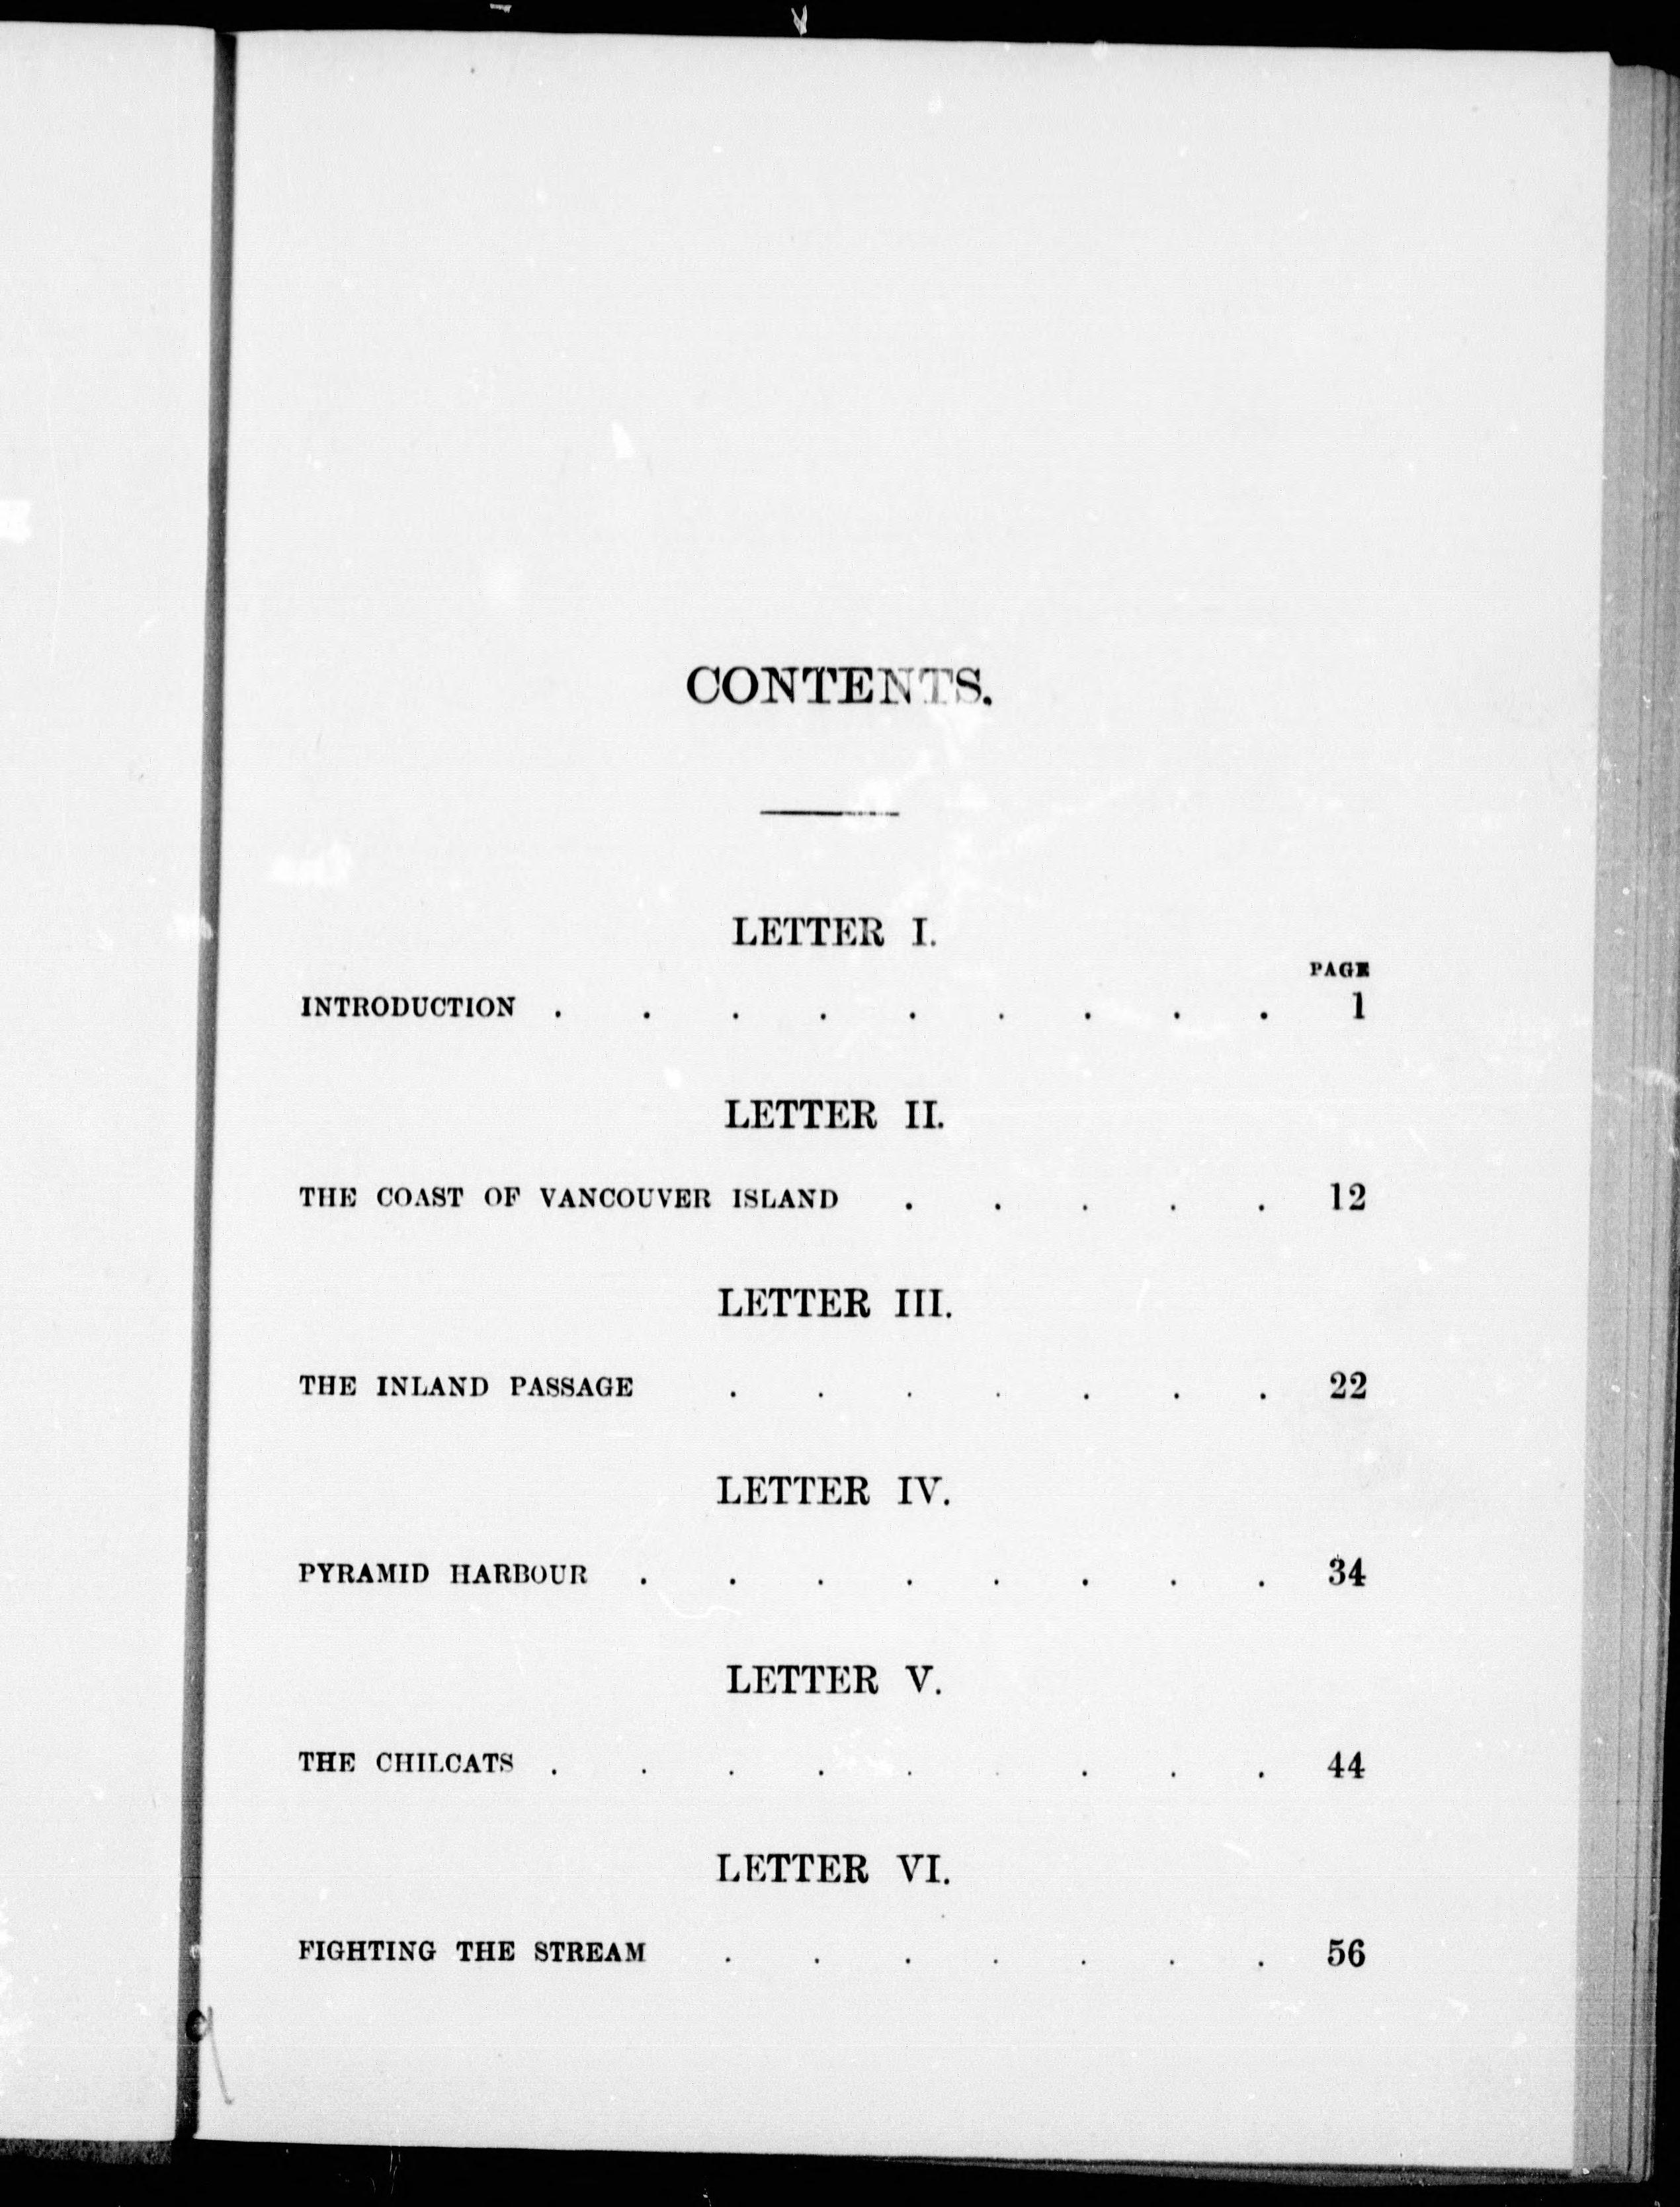 CONTENTS.
LETTER I.
PAGE
INTRODUCTION . . . . . . . . . 1
LETTER II.
THE COAST OF VANCOUVER ISLAND . . . . . 12
LETTER III.
THE INLAND PASSAGE . . . . . . . 22
LETTER IV.
PYRAMID HARBOUR . . . . . . . . 34
LETTER V.
THE CHILCATS . . . . . . . . . 44
LETTER VI.
FIGHTING THE STREAM . . . . . . . 56